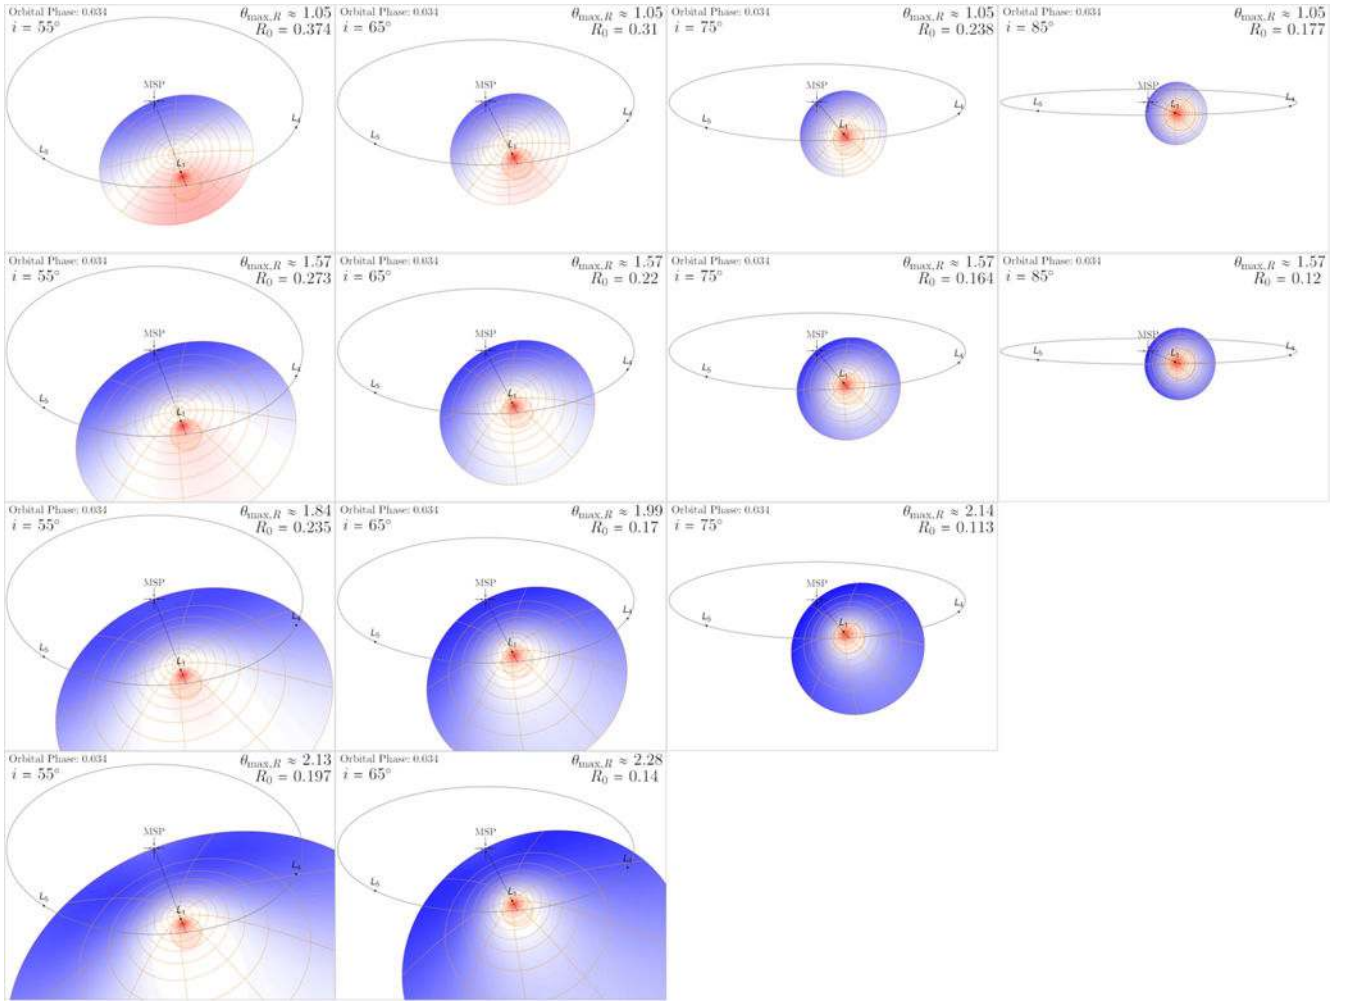 Orbital Phase: 0.034
i = 55°
θmax,R ≈ 1.05
R0 = 0.374
MSP
L4
L5
L1
Orbital Phase: 0.034
i = 65°
θmax,R ≈ 1.05
R0 = 0.31
MSP
L4
L5
L1
Orbital Phase: 0.034
i = 75°
θmax,R ≈ 1.05
R0 = 0.238
MSP
L4
L5
L1
Orbital Phase: 0.034
i = 85°
θmax,R ≈ 1.05
R0 = 0.177
MSP
L4
L5
L1
Orbital Phase: 0.034
i = 55°
θmax,R ≈ 1.57
R0 = 0.273
MSP
L4
L5
L1
Orbital Phase: 0.034
i = 65°
θmax,R ≈ 1.57
R0 = 0.22
MSP
L4
L5
L1
Orbital Phase: 0.034
i = 75°
θmax,R ≈ 1.57
R0 = 0.164
MSP
L4
L5
L1
Orbital Phase: 0.034
i = 85°
θmax,R ≈ 1.57
R0 = 0.12
MSP
L4
L5
L1
Orbital Phase: 0.034
i = 55°
θmax,R ≈ 1.84
R0 = 0.235
MSP
L4
L5
L1
Orbital Phase: 0.034
i = 65°
θmax,R ≈ 1.99
R0 = 0.17
MSP
L4
L5
L1
Orbital Phase: 0.034
i = 75°
θmax,R ≈ 2.14
R0 = 0.113
MSP
L4
L5
L1
Orbital Phase: 0.034
i = 55°
θmax,R ≈ 2.13
R0 = 0.197
MSP
L4
L5
L1
Orbital Phase: 0.034
i = 65°
θmax,R ≈ 2.28
R0 = 0.14
MSP
L4
L5
L1